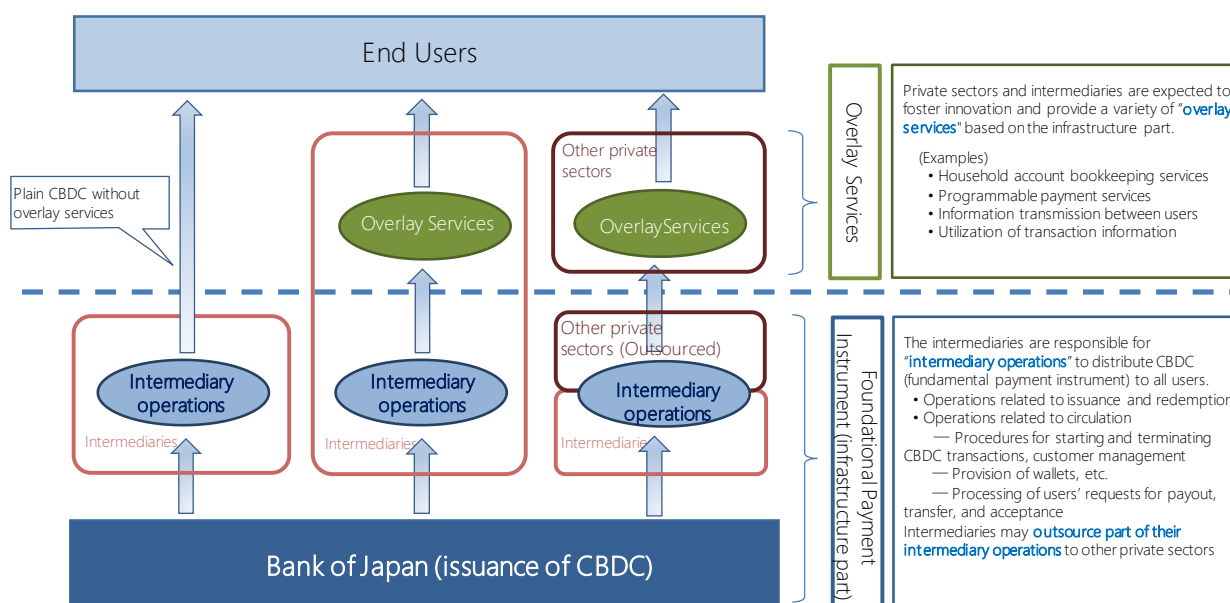 End Users
Plain CBDC without
overlay services
Overlay Services
Other private
sectors
OverlayServices
Intermediary
operations
Intermediaries
Intermediary
operations
Intermediaries
Other private
sectors (Outsourced)
Intermediary
operations
Intermediaries
Bank of Japan (issuance of CBDC)
Overlay Services
Private sectors and intermediaries are expected to
foster innovation and provide a variety of "overlay
services" based on the infrastructure part.
(Examples)
• Household account bookkeeping services
• Programmable payment services
• Information transmission between users
• Utilization of transaction information
Foundational Payment
Instrument (infrastructure part)
The intermediaries are responsible for
"intermediary operations" to distribute CBDC
(fundamental payment instrument) to all users.
• Operations related to issuance and redemption
• Operations related to circulation
— Procedures for starting and terminating
CBDC transactions, customer management
— Provision of wallets, etc.
— Processing of users' requests for payout,
transfer, and acceptance
Intermediaries may outsource part of their
intermediary operations to other private sectors